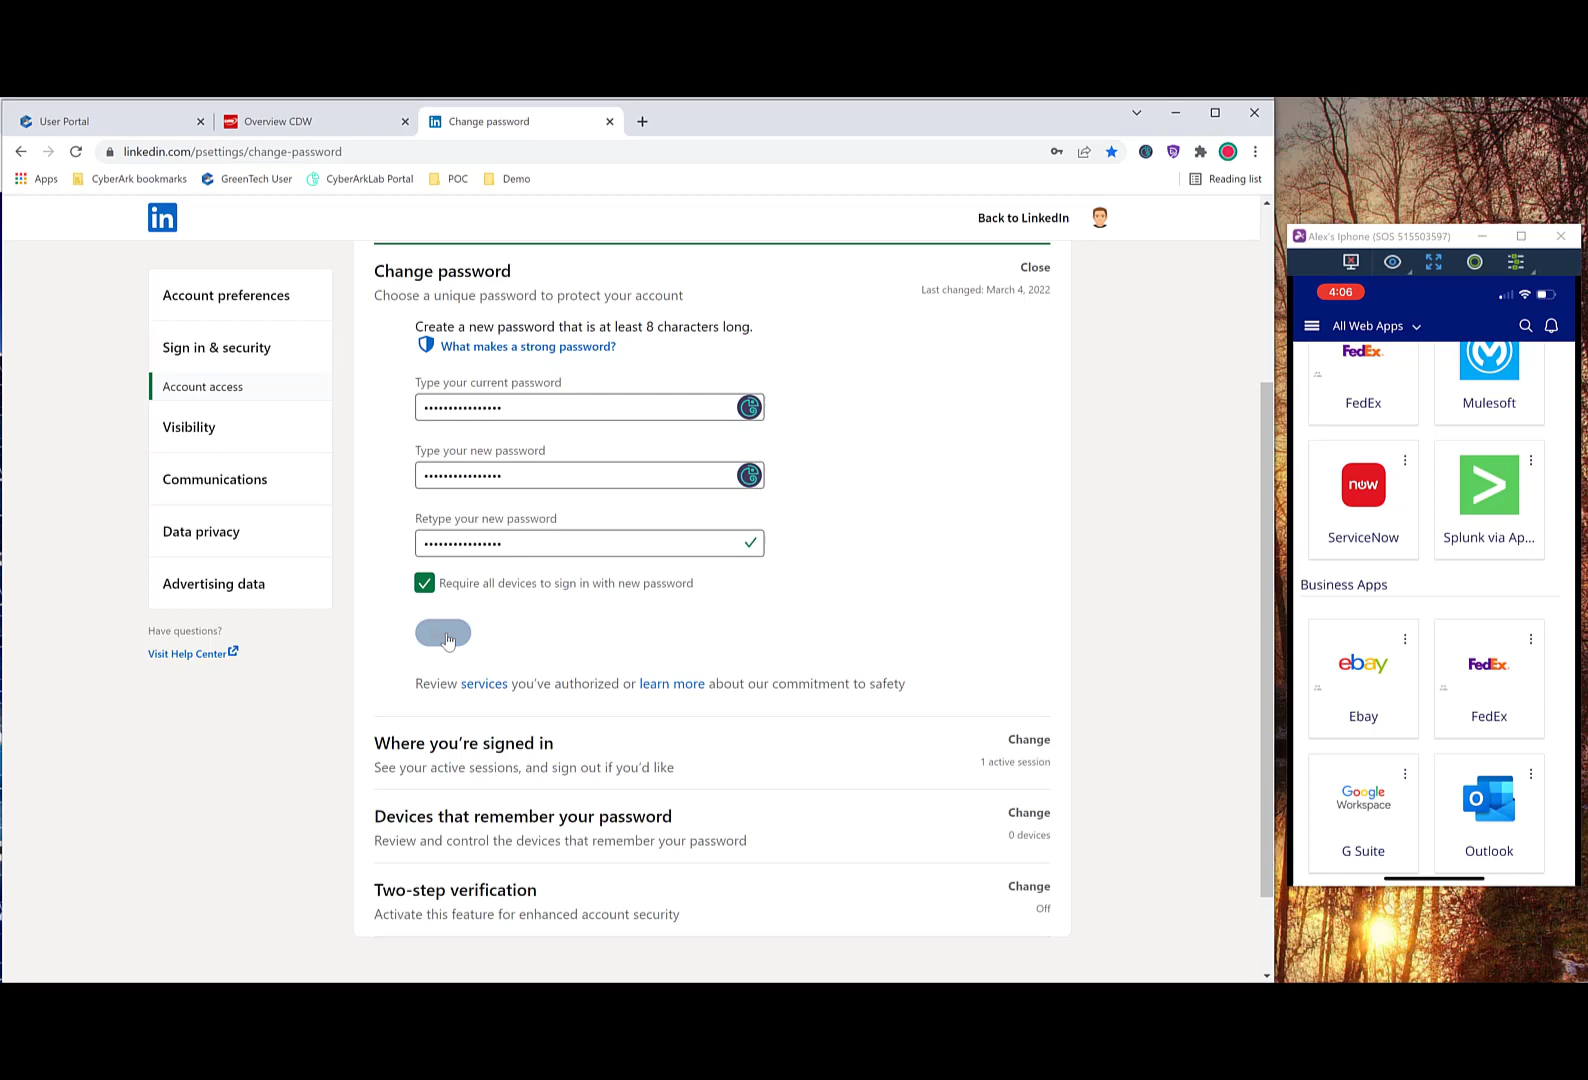 User Portal
Overview CDW
Change password
linkedin.com/psettings/change-password
Apps
CyberArk bookmarks
GreenTech User
CyberArkLab Portal
POC
Demo
Reading list
in
Back to LinkedIn
Account preferences
Sign in & security
Account access
Visibility
Communications
Data privacy
Advertising data
Have questions?
Visit Help Center
Change password
Close
Choose a unique password to protect your account
Last changed: March 4, 2022
Create a new password that is at least 8 characters long.
What makes a strong password?
Type your current password
Type your new password
Retype your new password
Require all devices to sign in with new password
Review services you've authorized or learn more about our commitment to safety
Where you're signed in
Change
See your active sessions, and sign out if you'd like
1 active session
Devices that remember your password
Change
Review and control the devices that remember your password
0 devices
Two-step verification
Change
Activate this feature for enhanced account security
Off
Alex's Iphone (SOS 515503597)
4:06
All Web Apps
FedEx
FedEx
Mulesoft
now
ServiceNow
Splunk via Ap...
Business Apps
ebay
FedEx
Ebay
FedEx
Google
Workspace
G Suite
Outlook